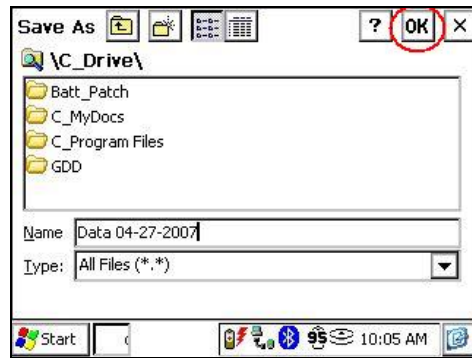 Save As ? OK ×
\C_Drive\
Batt_Patch
C_MyDocs
C_Program Files
GDD
Name Data 04-27-2007
Type: All Files (*.*)
Start 95 10:05 AM